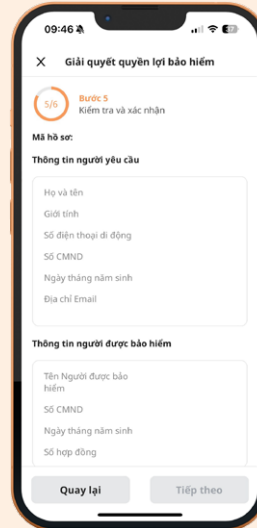 09:46
Giải quyết quyền lợi bảo hiểm
5/6
Bước 5
Kiểm tra và xác nhận
Mã hồ sơ:
Thông tin người yêu cầu
Họ và tên
Giới tính
Số điện thoại di động
Số CMND
Ngày tháng năm sinh
Địa chỉ Email
Thông tin người được bảo hiểm
Tên Người được bảo
hiểm
Số CMND
Ngày tháng năm sinh
Số hợp đồng
Quay lại
Tiếp theo